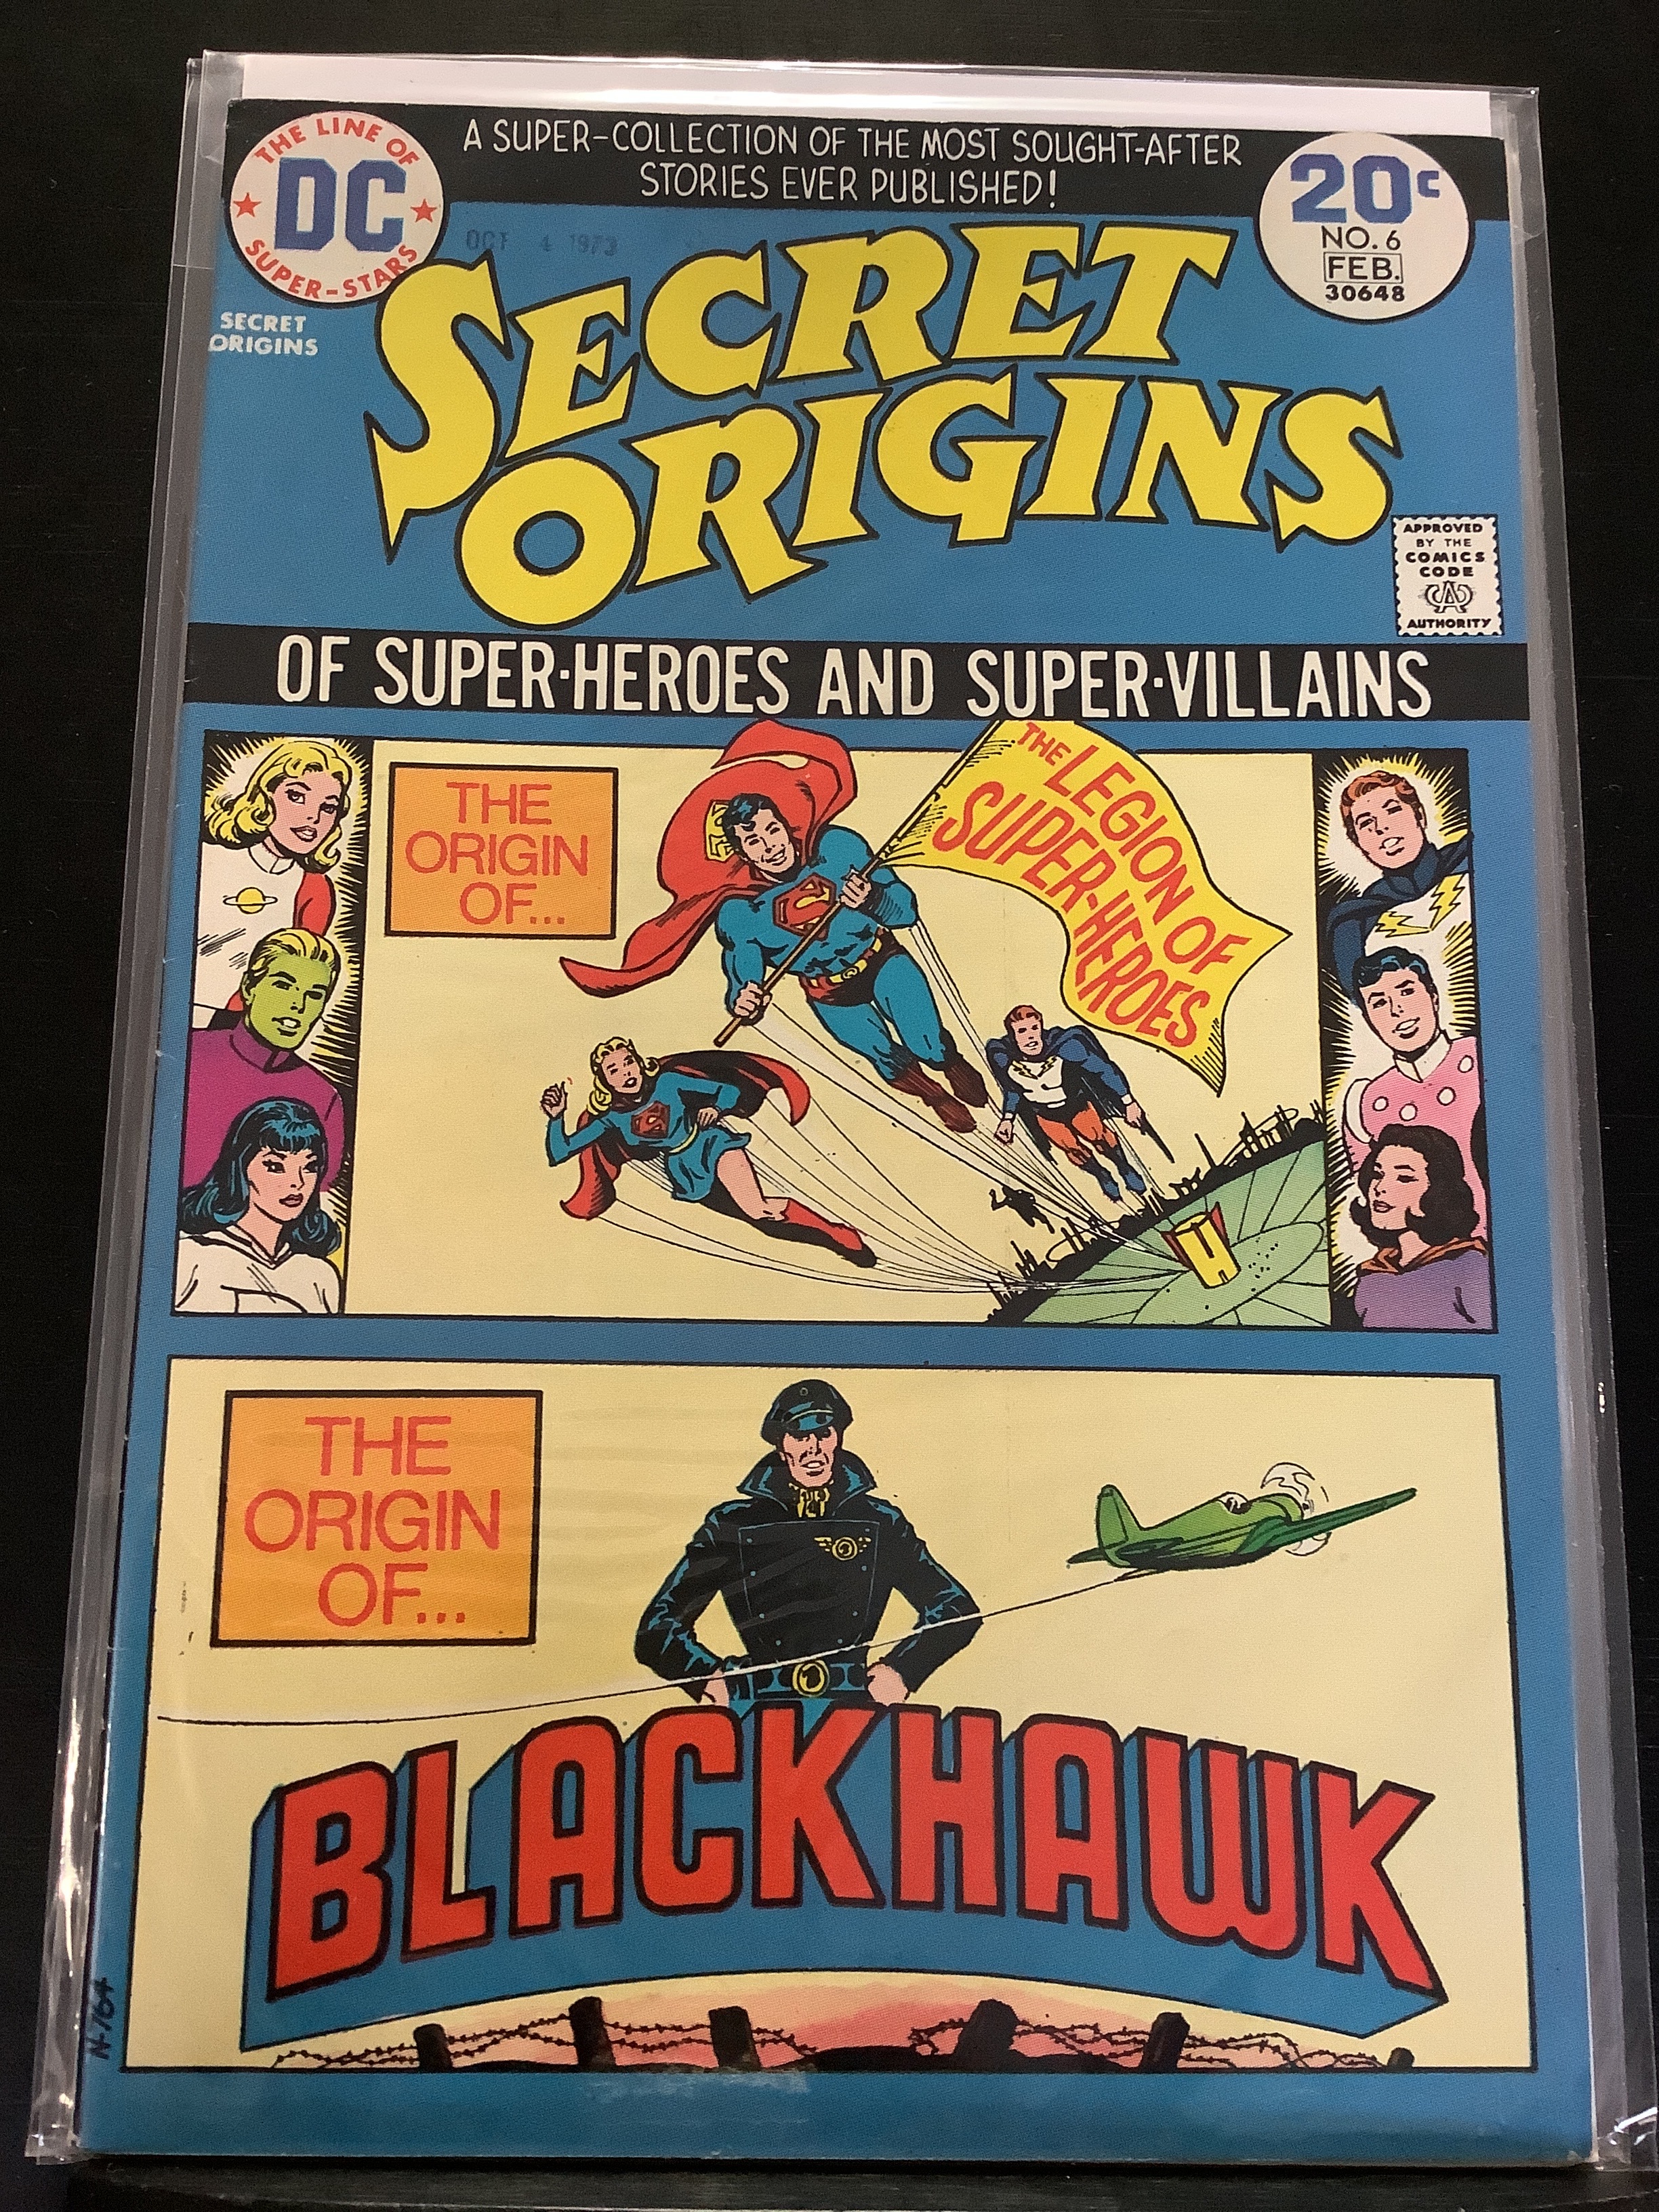 THE LINE OF
DC
SUPER-STARS
A SUPER-COLLECTION OF THE MOST SOUGHT-AFTER
STORIES EVER PUBLISHED!
20¢
NO. 6
FEB.
30648
OCT 4 1973
SECRET
ORIGINS
SECRET
ORIGINS
APPROVED
BY THE
COMICS
CODE
CA
AUTHORITY
OF SUPER·HEROES AND SUPER·VILLAINS
THE
ORIGIN
OF...
THE LEGION OF
SUPER-HEROES
S
S
S
THE
ORIGIN
OF...
BLACKHAWK
N-764